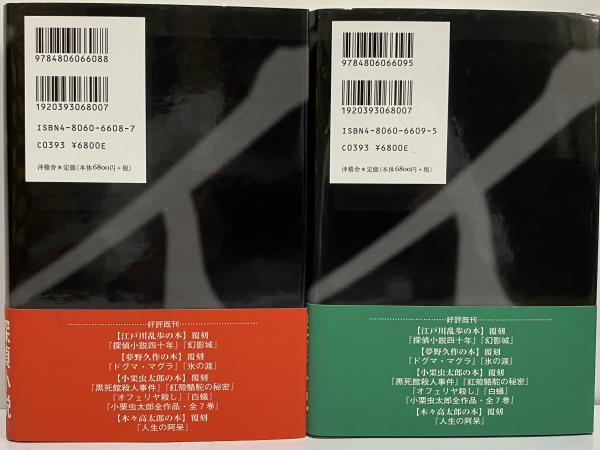 9784806066088
1920393068007
ISBN4-8060-6608-7
C0393 ¥6800E
沖積舎＊定価(本体6800円+税)
好評既刊
【江戸川乱歩の本】復刻
『探偵小説四十年』『幻影城』
【夢野久作の本】復刻
『ドグマ・マグラ』『氷の涯』
【小栗虫太郎の本】復刻
『黒死館殺人事件』『紅殻駱駝の秘密』
『オフェリヤ殺し』『白蟻』
『小栗虫太郎全作品・全7巻』
【木々高太郎の本】復刻
『人生の阿呆』
9784806066095
1920393068007
ISBN4-8060-6609-5
C0393 ¥6800E
沖積舎＊定価(本体6800円+税)
好評既刊
【江戸川乱歩の本】復刻
『探偵小説四十年』『幻影城』
【夢野久作の本】復刻
『ドグマ・マグラ』『氷の涯』
【小栗虫太郎の本】復刻
『黒死館殺人事件』『紅殻駱駝の秘密』
『オフェリヤ殺し』『白蟻』
『小栗虫太郎全作品・全7巻』
【木々高太郎の本】復刻
『人生の阿呆』